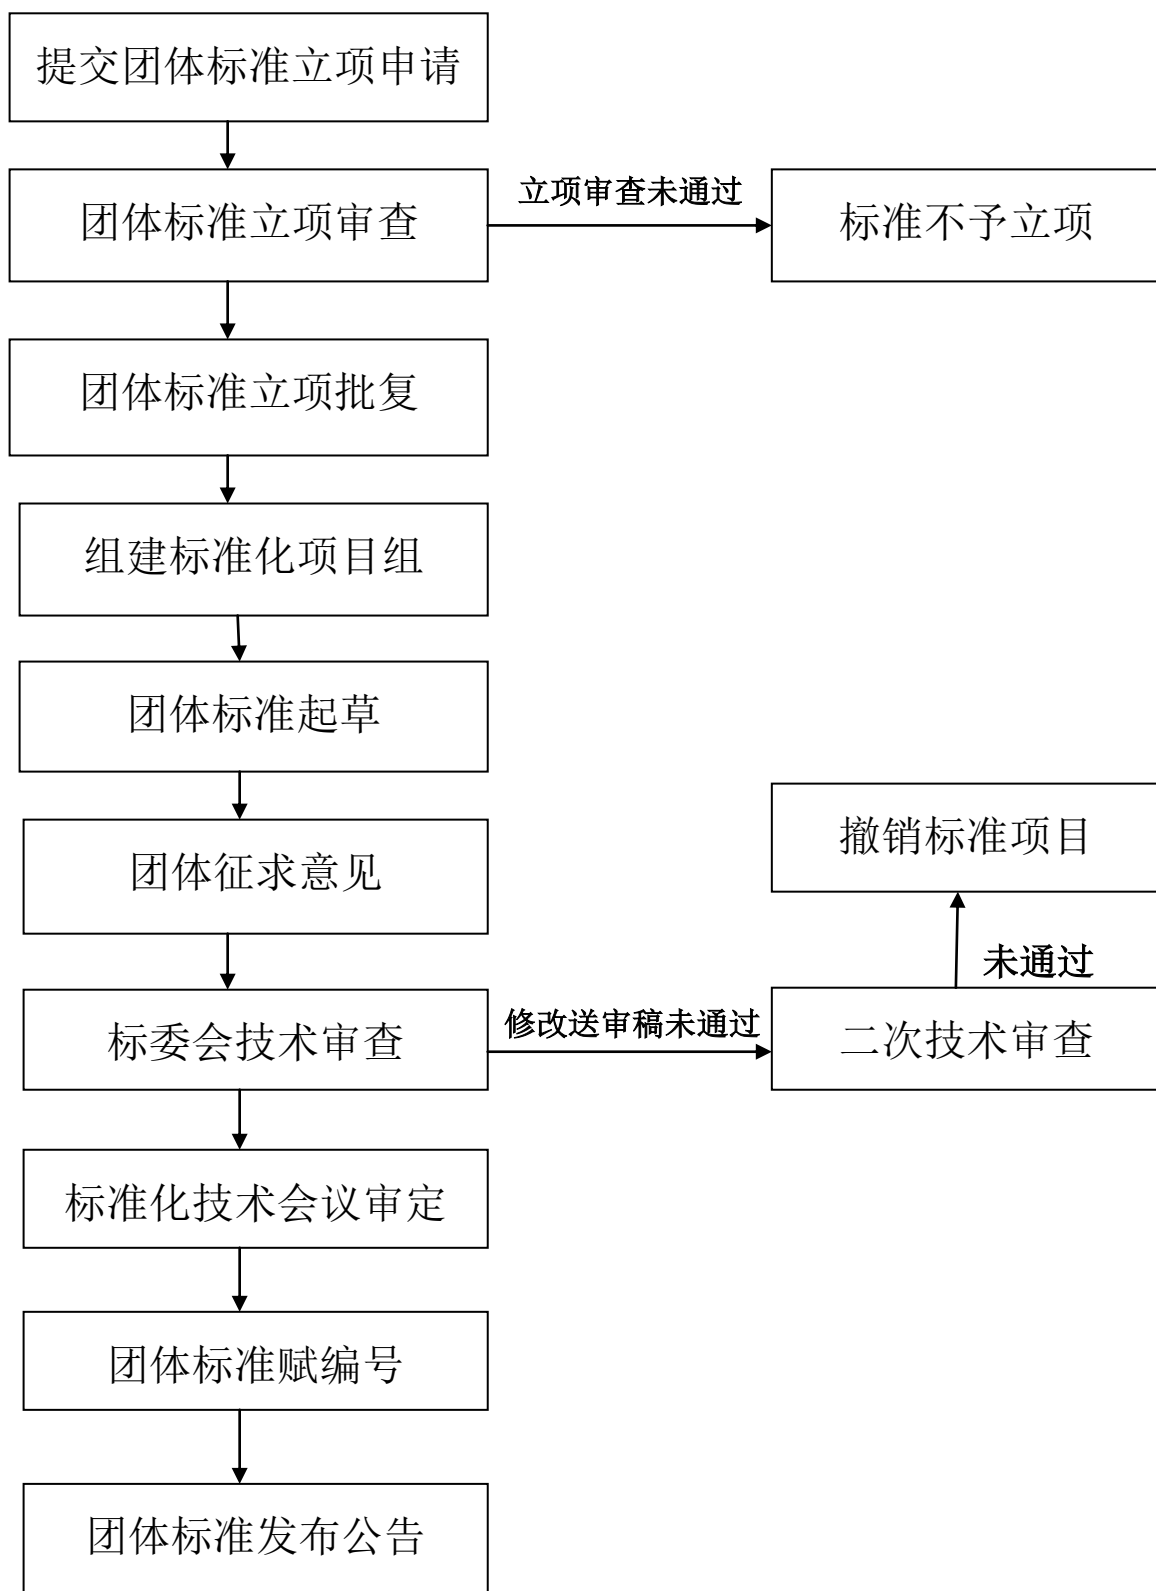 提交团体标准立项申请
团体标准立项审查
立项审查未通过
标准不予立项
团体标准立项批复
组建标准化项目组
团体标准起草
团体征求意见
撤销标准项目
未通过
标委会技术审查
修改送审稿未通过
二次技术审查
标准化技术会议审定
团体标准赋编号
团体标准发布公告